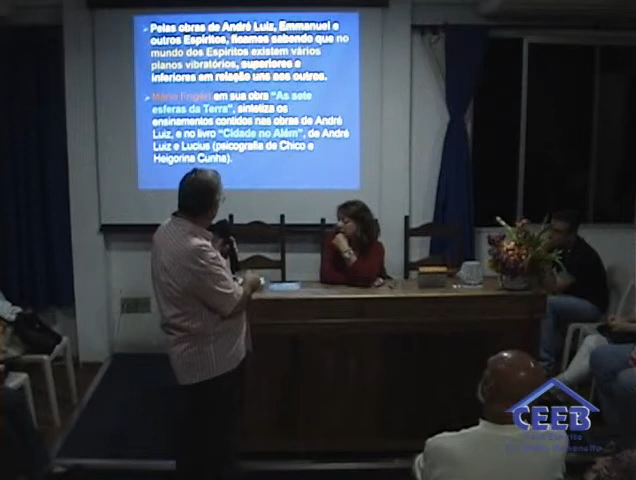 Pelas obras de André Luiz, Emmanuel e
outros Espíritos, ficamos sabendo que no
mundo dos Espíritos existem vários
planos vibratórios, superiores e
inferiores em relação uns aos outros.
Mário Frigéri em sua obra "As sete
esferas da Terra", sintetiza os
ensinamentos contidos nas obras de André
Luiz, e no livro "Cidade no Além", de André
Luiz e Lucius (psicografia de Chico e
Heigorina Cunha).
CEEB